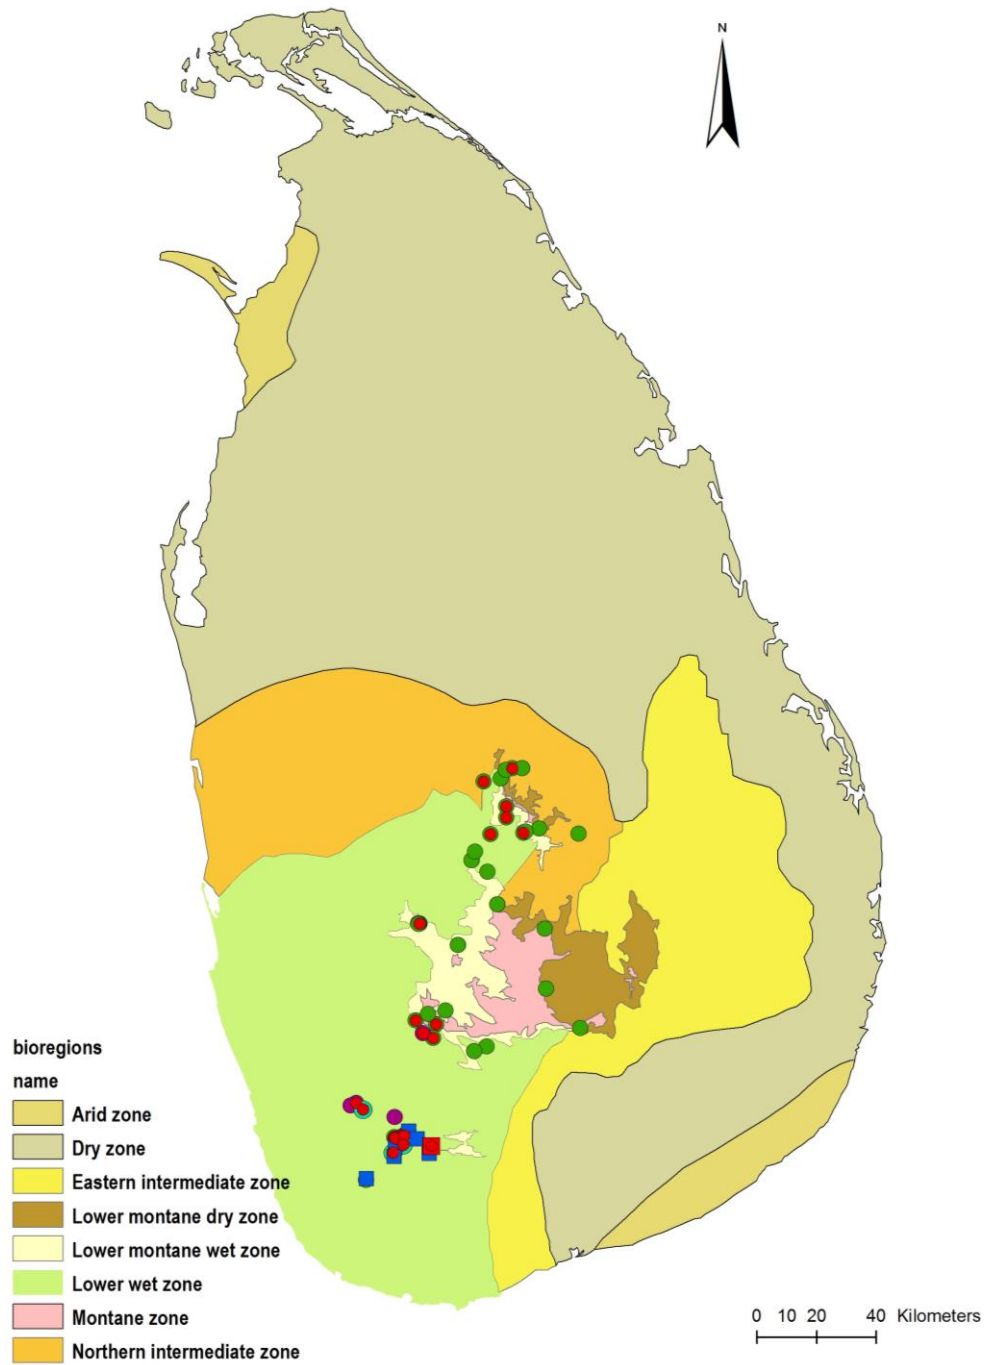 N
bioregions
name
Arid zone
Dry zone
Eastern intermediate zone
Lower montane dry zone
Lower montane wet zone
Lower wet zone
Montane zone
Northern intermediate zone
0 10 20 40 Kilometers